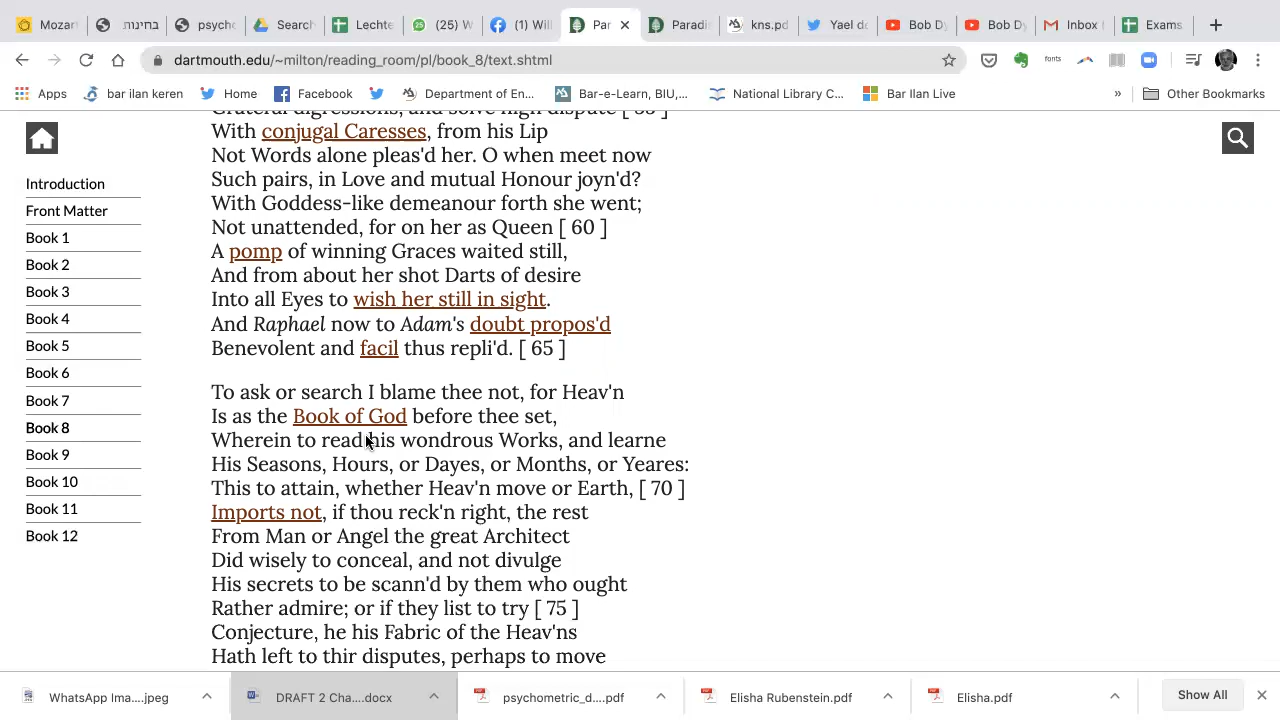 Mozar
בחינות
psycho
Search
Lechte
(25) W
(1) Wil
Par
Paradi
kns.pd
Yael do
Bob Dy
Bob Dy
Inbox
Exams
dartmouth.edu/~milton/reading_room/pl/book_8/text.shtml
fonts
Apps
bar ilan keren
Home
Facebook
Department of En...
Bar-e-Learn, BIU,...
National Library C...
Bar Ilan Live
»
Other Bookmarks
Introduction
Front Matter
Book 1
Book 2
Book 3
Book 4
Book 5
Book 6
Book 7
Book 8
Book 9
Book 10
Book 11
Book 12
Grateful digressions, and solve high dispute [ 55 ]
With conjugal Caresses, from his Lip
Not Words alone pleas'd her. O when meet now
Such pairs, in Love and mutual Honour joyn'd?
With Goddess-like demeanour forth she went;
Not unattended, for on her as Queen [ 60 ]
A pomp of winning Graces waited still,
And from about her shot Darts of desire
Into all Eyes to wish her still in sight.
And Raphael now to Adam's doubt propos'd
Benevolent and facil thus repli'd. [ 65 ]
To ask or search I blame thee not, for Heav'n
Is as the Book of God before thee set,
Wherein to read his wondrous Works, and learne
His Seasons, Hours, or Dayes, or Months, or Yeares:
This to attain, whether Heav'n move or Earth, [ 70 ]
Imports not, if thou reck'n right, the rest
From Man or Angel the great Architect
Did wisely to conceal, and not divulge
His secrets to be scann'd by them who ought
Rather admire; or if they list to try [ 75 ]
Conjecture, he his Fabric of the Heav'ns
Hath left to thir disputes, perhaps to move
WhatsApp Ima....jpeg
DRAFT 2 Cha....docx
psychometric_d....pdf
Elisha Rubenstein.pdf
Elisha.pdf
Show All